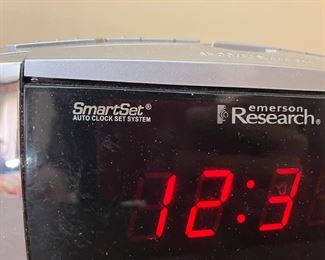 SmartSet®
AUTO CLOCK SET SYSTEM
emerson
Research®
12:3